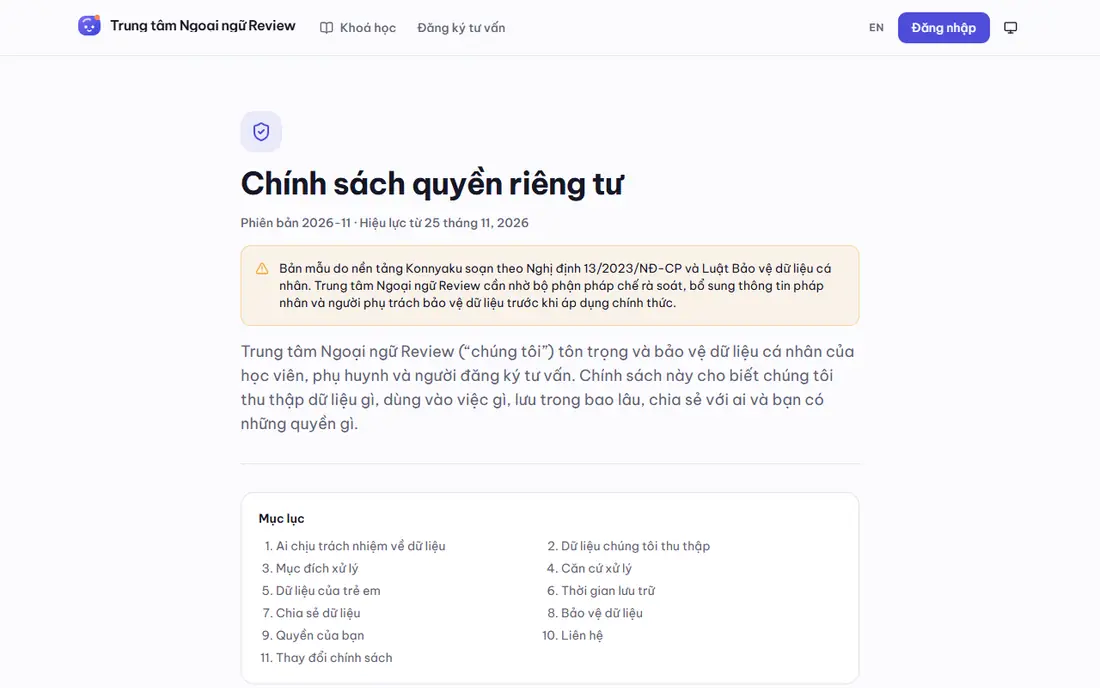 Trung tâm Ngoại ngữ Review
Khoá học
Đăng ký tư vấn
EN
Đăng nhập
Chính sách quyền riêng tư
Phiên bản 2026-11 · Hiệu lực từ 25 tháng 11, 2026
Bản mẫu do nền tảng Konnyaku soạn theo Nghị định 13/2023/NĐ-CP và Luật Bảo vệ dữ liệu cá
nhân. Trung tâm Ngoại ngữ Review cần nhờ bộ phận pháp chế rà soát, bổ sung thông tin pháp
nhân và người phụ trách bảo vệ dữ liệu trước khi áp dụng chính thức.
Trung tâm Ngoại ngữ Review (“chúng tôi”) tôn trọng và bảo vệ dữ liệu cá nhân của
học viên, phụ huynh và người đăng ký tư vấn. Chính sách này cho biết chúng tôi
thu thập dữ liệu gì, dùng vào việc gì, lưu trong bao lâu, chia sẻ với ai và bạn có
những quyền gì.
Mục lục
1. Ai chịu trách nhiệm về dữ liệu
2. Dữ liệu chúng tôi thu thập
3. Mục đích xử lý
4. Căn cứ xử lý
5. Dữ liệu của trẻ em
6. Thời gian lưu trữ
7. Chia sẻ dữ liệu
8. Bảo vệ dữ liệu
9. Quyền của bạn
10. Liên hệ
11. Thay đổi chính sách